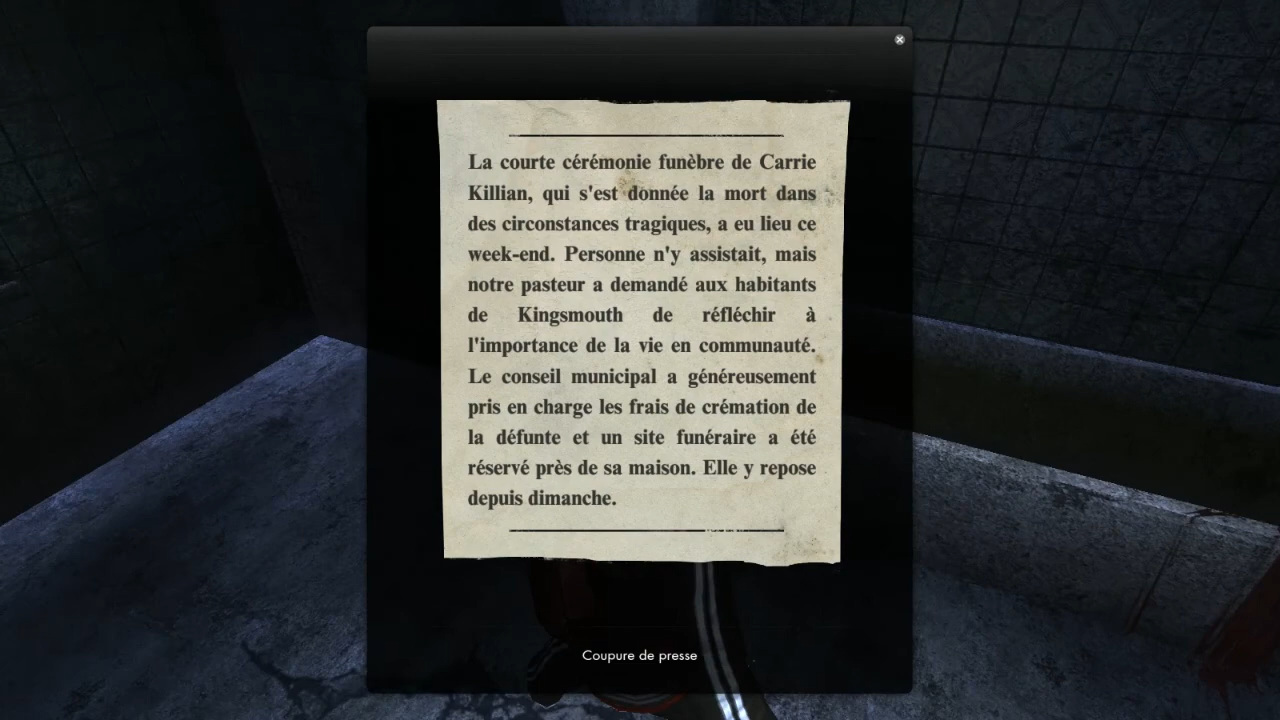 La courte cérémonie funèbre de Carrie
Killian, qui s'est donnée la mort dans
des circonstances tragiques, a eu lieu ce
week-end. Personne n'y assistait, mais
notre pasteur a demandé aux habitants
de Kingsmouth de réfléchir à
l'importance de la vie en communauté.
Le conseil municipal a généreusement
pris en charge les frais de crémation de
la défunte et un site funéraire a été
réservé près de sa maison. Elle y repose
depuis dimanche.
Coupure de presse